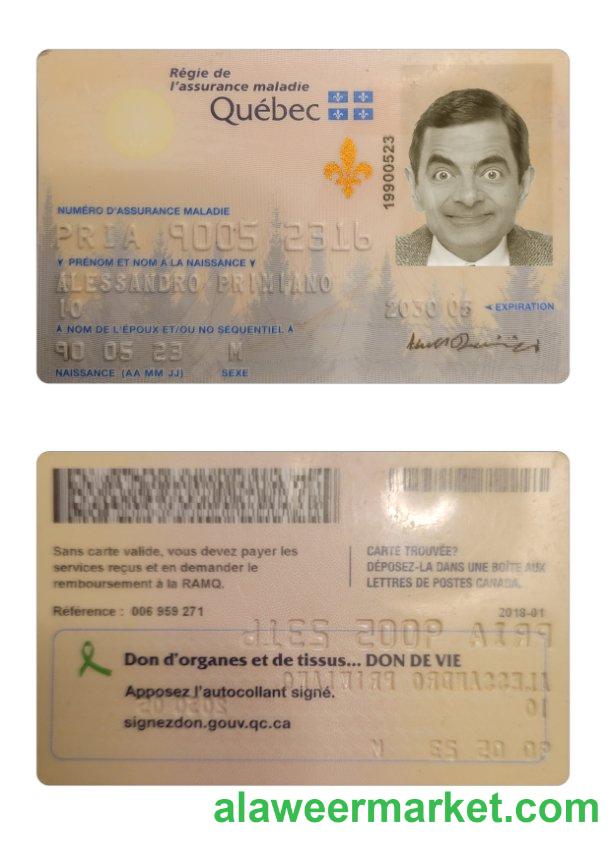 Régie de
l'assurance maladie
Québec
19900523
NUMÉRO D'ASSURANCE MALADIE
PRIA 9005 2316
PRÉNOM ET NOM À LA NAISSANCE
ALESSANDRO PRIMIANO
10
2030 05 EXPIRATION
NOM DE L'ÉPOUX ET/OU NO SÉQUENTIEL
90 05 23 M
NAISSANCE (AA MM JJ) SEXE
Sans carte valide, vous devez payer les
services reçus et en demander le
remboursement à la RAMQ.
CARTE TROUVÉE?
DÉPOSEZ-LA DANS UNE BOÎTE AUX
LETTRES DE POSTES CANADA.
Référence : 006 959 271
2018-01
Don d'organes et de tissus... DON DE VIE
Apposez l'autocollant signé.
signezdon.gouv.qc.ca
alaweermarket.com